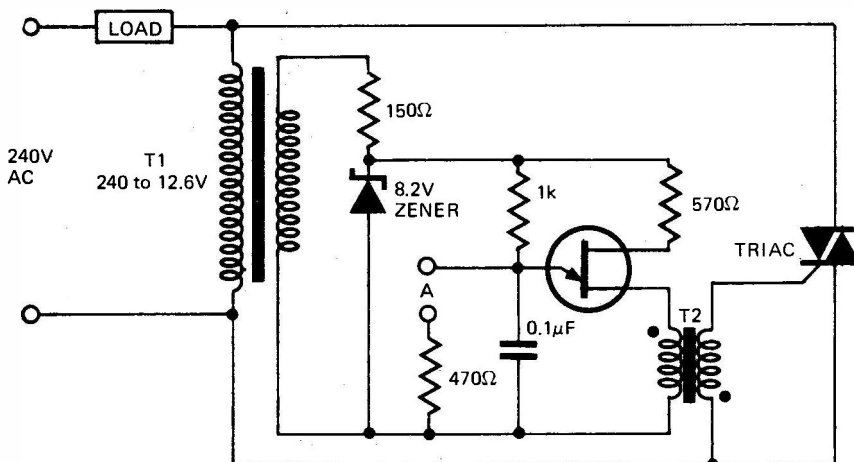 LOAD
240V
AC
T1
240 to 12.6V
150Ω
8.2V
ZENER
1k
570Ω
TRIAC
A
0.1μF
T2
470Ω